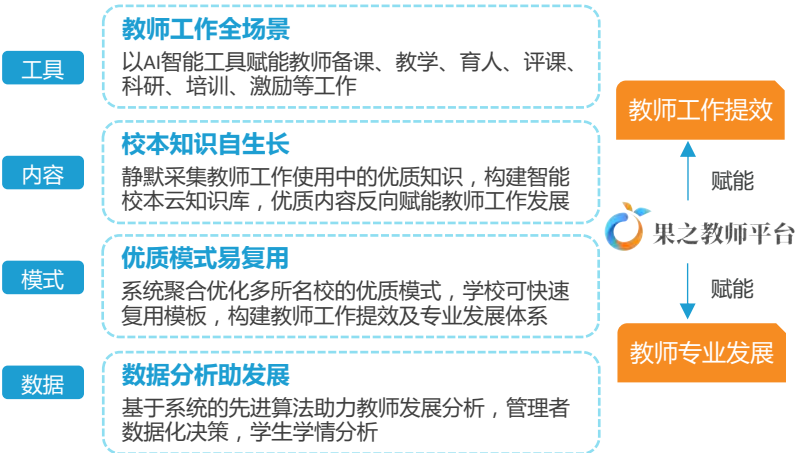 工具
教师工作全场景
以AI智能工具赋能教师备课、教学、育人、评课、
科研、培训、激励等工作
内容
校本知识自生长
静默采集教师工作使用中的优质知识，构建智能
校本云知识库，优质内容反向赋能教师工作发展
模式
优质模式易复用
系统聚合优化多所名校的优质模式，学校可快速
复用模板，构建教师工作提效及专业发展体系
数据
数据分析助发展
基于系统的先进算法助力教师发展分析，管理者
数据化决策，学生学情分析
教师工作提效
赋能
果之教师平台
赋能
教师专业发展